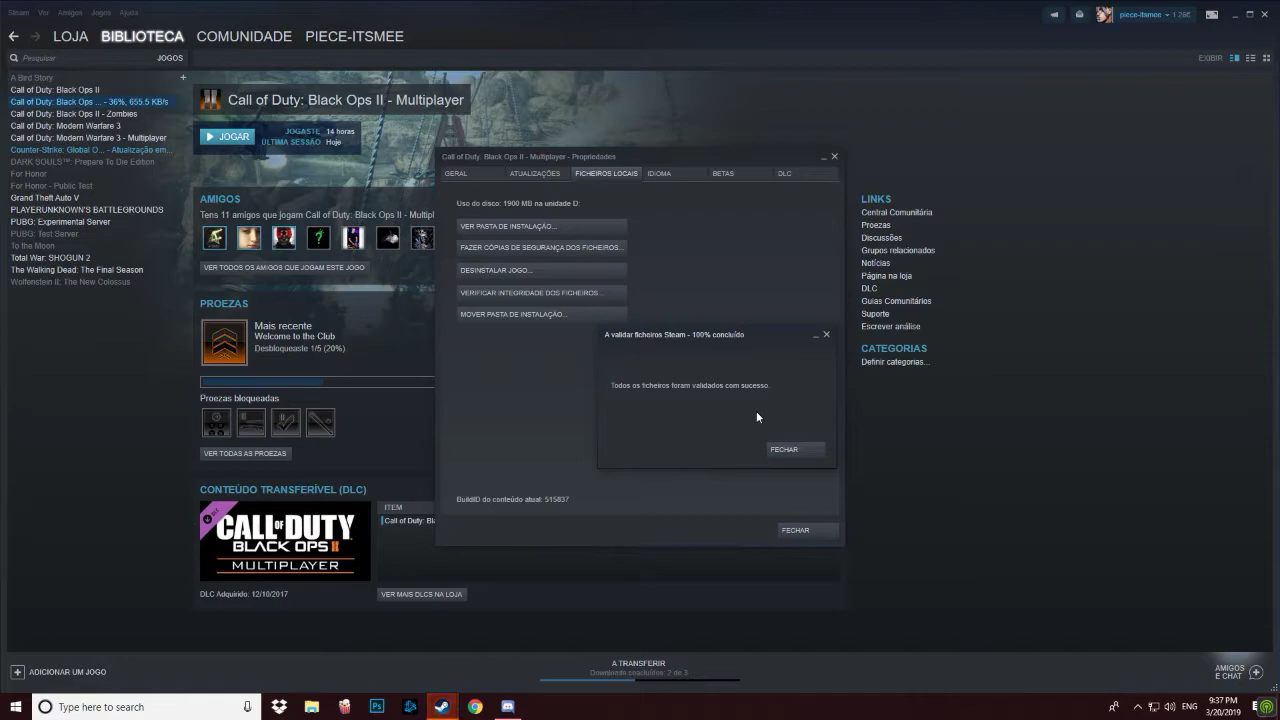 Steam Ver Amigos Jogos Ajuda
piece-itsmee 1.26€
LOJA BIBLIOTECA COMUNIDADE PIECE-ITSMEE
Pesquisar JOGOS
EXIBIR
A Bird Story +
Call of Duty: Black Ops II
Call of Duty: Black Ops ... - 36%, 655.5 KB/s
Call of Duty: Black Ops II - Zombies
Call of Duty: Modern Warfare 3
Call of Duty: Modern Warfare 3 - Multiplayer
Counter-Strike: Global O... - Atualização em...
DARK SOULS™: Prepare To Die Edition
For Honor
For Honor - Public Test
Grand Theft Auto V
PLAYERUNKNOWN'S BATTLEGROUNDS
PUBG: Experimental Server
PUBG: Test Server
To the Moon
Total War: SHOGUN 2
The Walking Dead: The Final Season
Wolfenstein II: The New Colossus
ADICIONAR UM JOGO
Call of Duty: Black Ops II - Multiplayer
JOGAR
JOGASTE 14 horas
ÚLTIMA SESSÃO Hoje
AMIGOS
Tens 11 amigos que jogam Call of Duty: Black Ops II - Multipl
VER TODOS OS AMIGOS QUE JOGAM ESTE JOGO
PROEZAS
Mais recente
Welcome to the Club
Desbloqueaste 1/5 (20%)
Proezas bloqueadas
VER TODAS AS PROEZAS
CONTEÚDO TRANSFERÍVEL (DLC)
DLC
CALL OF DUTY
BLACK OPS II
MULTIPLAYER
ITEM
Call of Duty: Bl
DLC Adquirido: 12/10/2017
VER MAIS DLCS NA LOJA
Call of Duty: Black Ops II - Multiplayer - Propriedades
GERAL ATUALIZAÇÕES FICHEIROS LOCAIS IDIOMA BETAS DLC
Uso do disco: 1900 MB na unidade D:
VER PASTA DE INSTALAÇÃO...
FAZER CÓPIAS DE SEGURANÇA DOS FICHEIROS...
DESINSTALAR JOGO...
VERIFICAR INTEGRIDADE DOS FICHEIROS...
MOVER PASTA DE INSTALAÇÃO...
A validar ficheiros Steam - 100% concluído
Todos os ficheiros foram validados com sucesso.
FECHAR
BuildID do conteúdo atual: 515837
FECHAR
LINKS
Central Comunitária
Proezas
Discussões
Grupos relacionados
Notícias
Página na loja
DLC
Guias Comunitários
Suporte
Escrever análise
CATEGORIAS
Definir categorias...
A TRANSFERIR
Downloads concluídos: 2 de 3
AMIGOS
E CHAT
Type here to search
Ps
ENG
9:37 PM
3/20/2019